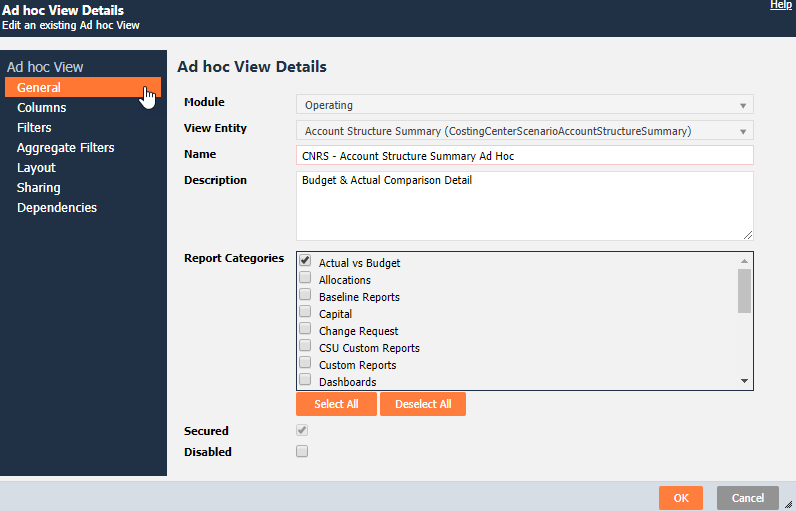 Ad hoc View Details
Help
Edit an existing Ad hoc View
Ad hoc View
General
Columns
Filters
Aggregate Filters
Layout
Sharing
Dependencies
Ad hoc View Details
Module
Operating
View Entity
Account Structure Summary (CostingCenterScenarioAccountStructureSummary)
Name
CNRS - Account Structure Summary Ad Hoc
Description
Budget & Actual Comparison Detail
Report Categories
Actual vs Budget
Allocations
Baseline Reports
Capital
Change Request
CSU Custom Reports
Custom Reports
Dashboards
Select All
Deselect All
Secured
Disabled
OK
Cancel